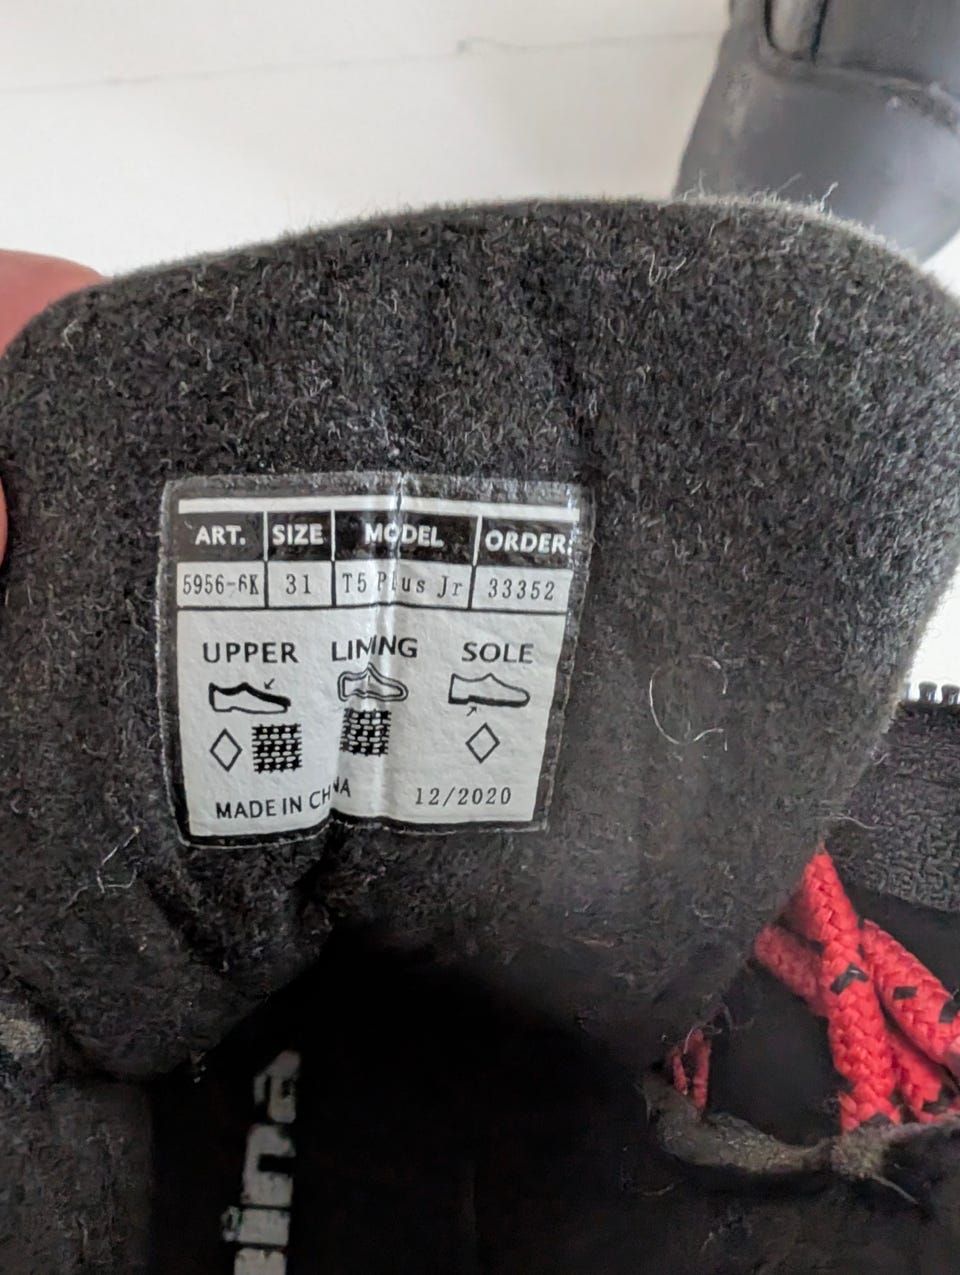 ART. SIZE MODEL ORDER:
5956-6K 31 T5 Plus Jr 33352
UPPER LINING SOLE
MADE IN CHINA 12/2020